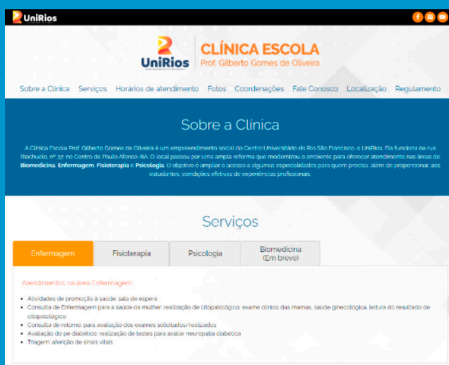 UniRios
UniRios
CLÍNICA ESCOLA
Prof. Gilberto Gomes de Oliveira
Sobre a Clínica Serviços Horários de atendimento Fotos Coordenações Fale Conosco Localização Regulamento
Sobre a Clínica
A Clínica Escola Prof. Gilberto Gomes de Oliveira é um empreendimento social do Centro Universitário do Rio São Francisco, o UniRios. Ela funciona na rua
Riachuelo, nº 37, no Centro de Paulo Afonso-BA. O local passou por uma ampla reforma que modernizou o ambiente para oferecer atendimento nas áreas de
Biomedicina, Enfermagem, Fisioterapia e Psicologia. O objetivo é ampliar o acesso a algumas especialidades para quem precisa, além de proporcionar, aos
estudantes, condições efetivas de experiências profissionais.
Serviços
Enfermagem
Fisioterapia
Psicologia
Biomedicina
(Em breve)
Atendimentos na área Enfermagem:
Atividades de promoção à saúde: sala de espera
Consulta de Enfermagem para a saúde da mulher: realização de citopatológico, exame clínico das mamas, saúde ginecológica, leitura do resultado de
citopatológico
Consulta de retorno: para avaliação dos exames solicitados/realizados
Avaliação do pé diabético: realização de testes para avaliar neuropatia diabética
Triagem: aferição de sinais vitais